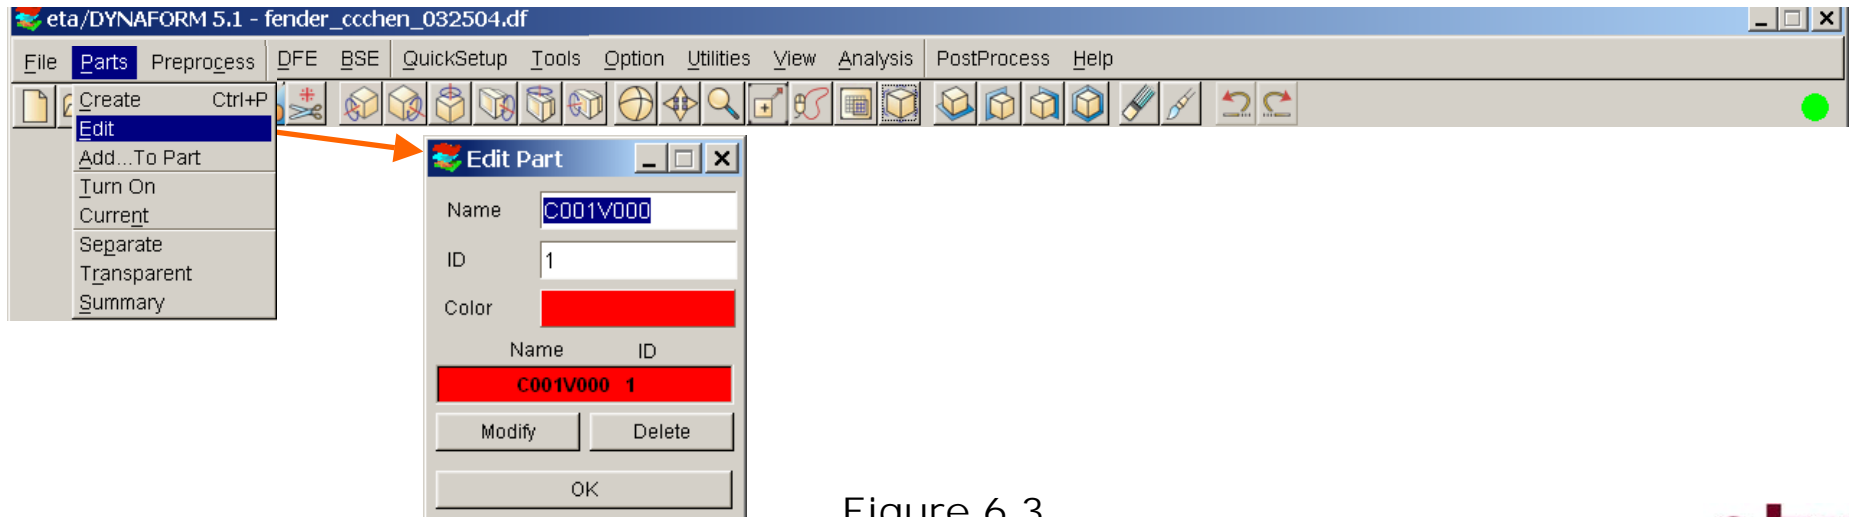 eta/DYNAFORM 5.1 - fender_ccchen_032504.df
File Parts Preprocess DFE BSE QuickSetup Tools Option Utilities View Analysis PostProcess Help
Create Ctrl+P
Edit
Add...To Part
Turn On
Current
Separate
Transparent
Summary
Edit Part
Name C001V000
ID 1
Color
Name ID
C001V000 1
Modify Delete
OK
Figure 6.3